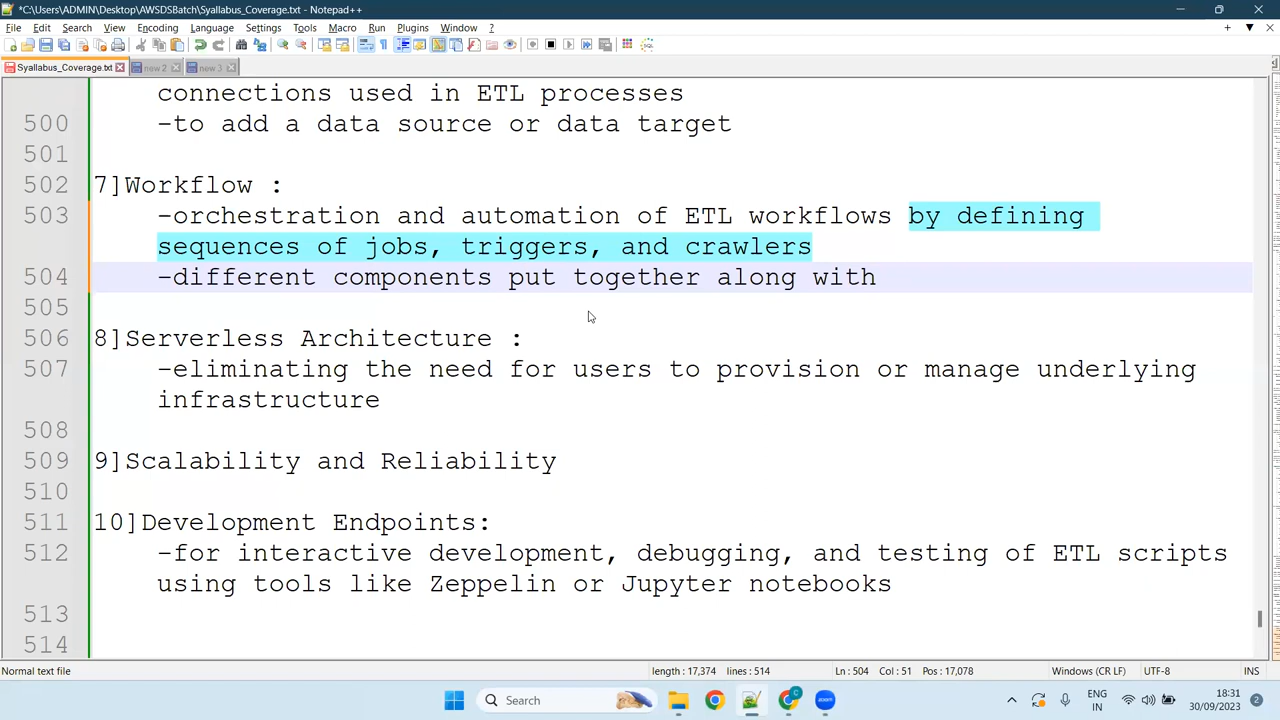 *C:\Users\ADMIN\Desktop\AWSDSBatch\Syallabus_Coverage.txt - Notepad++
File Edit Search View Encoding Language Settings Tools Macro Run Plugins Window ?
Syallabus_Coverage.txt new 2 new 3
connections used in ETL processes
500 -to add a data source or data target
501
502 7]Workflow :
503 -orchestration and automation of ETL workflows by defining
sequences of jobs, triggers, and crawlers
504 -different components put together along with
505
506 8]Serverless Architecture :
507 -eliminating the need for users to provision or manage underlying
infrastructure
508
509 9]Scalability and Reliability
510
511 10]Development Endpoints:
512 -for interactive development, debugging, and testing of ETL scripts
using tools like Zeppelin or Jupyter notebooks
513
514
Normal text file length : 17,374 lines : 514 Ln : 504 Col : 51 Pos : 17,078 Windows (CR LF) UTF-8 INS
Search zoom ENG 18:31
IN 30/09/2023 2